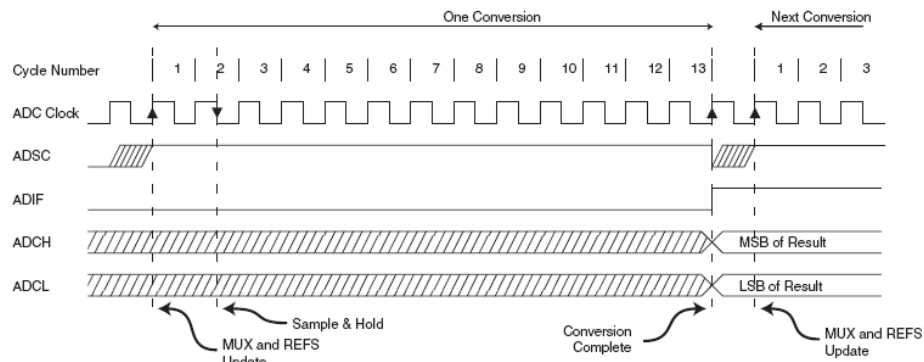 One Conversion
Next Conversion
Cycle Number 1 2 3 4 5 6 7 8 9 10 11 12 13 1 2 3
ADC Clock
ADSC
ADIF
ADCH MSB of Result
ADCL LSB of Result
Sample & Hold
MUX and REFS
Update
Conversion
Complete
MUX and REFS
Update